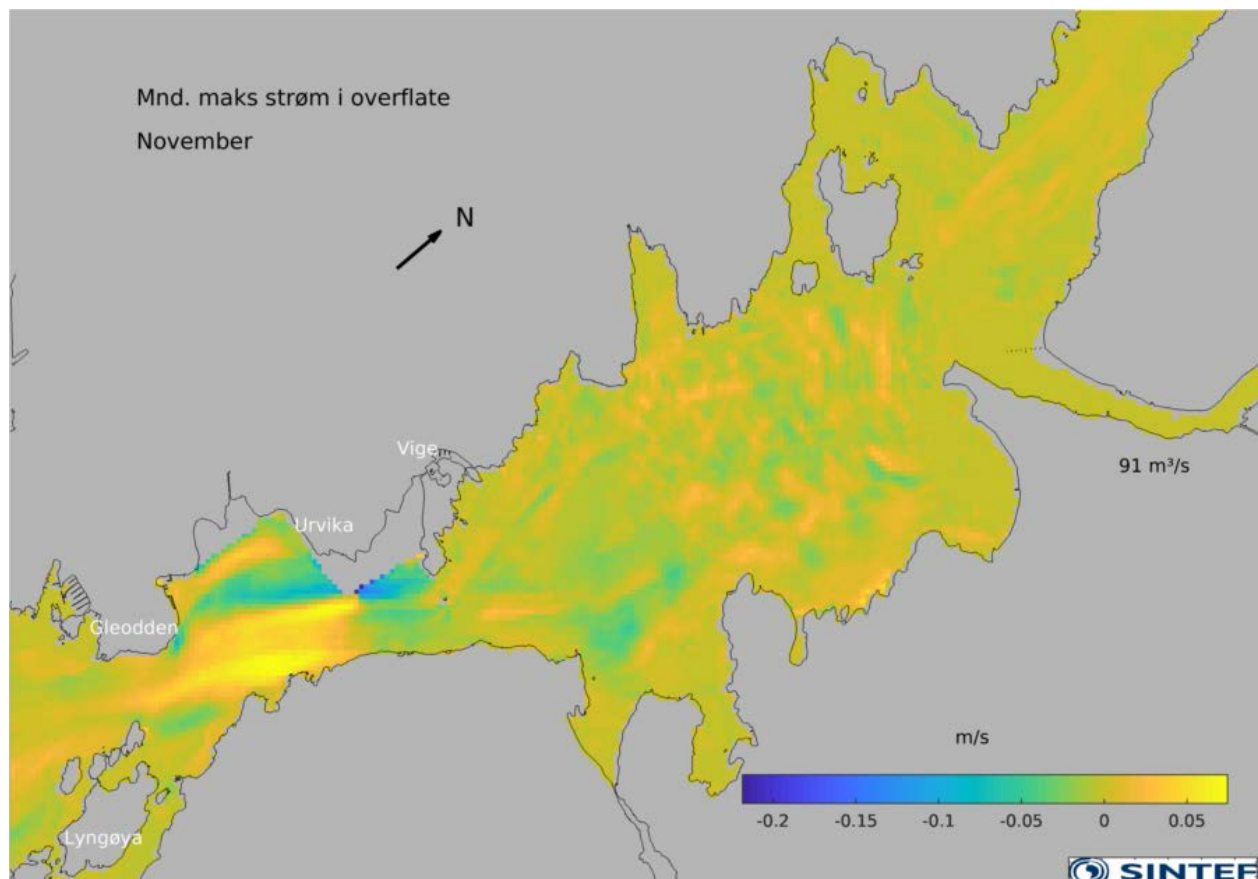 Mnd. maks strøm i overflate
November
N
Vige
91 m³/s
Urvika
Gleodden
m/s
-0.2 -0.15 -0.1 -0.05 0 0.05
Lyngøya
SINTEF